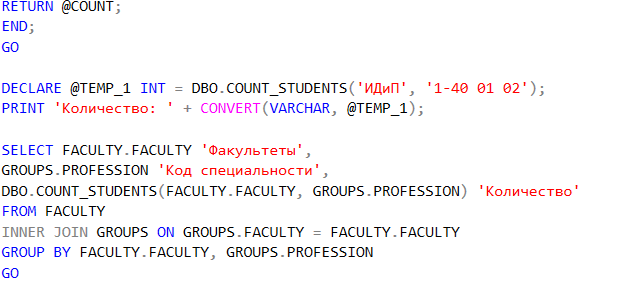 RETURN @COUNT;
END;
GO
DECLARE @TEMP_1 INT = DBO.COUNT_STUDENTS('ИДиП', '1-40 01 02');
PRINT 'Количество: ' + CONVERT(VARCHAR, @TEMP_1);
SELECT FACULTY.FACULTY 'Факультеты',
GROUPS.PROFESSION 'Код специальности',
DBO.COUNT_STUDENTS(FACULTY.FACULTY, GROUPS.PROFESSION) 'Количество'
FROM FACULTY
INNER JOIN GROUPS ON GROUPS.FACULTY = FACULTY.FACULTY
GROUP BY FACULTY.FACULTY, GROUPS.PROFESSION
GO